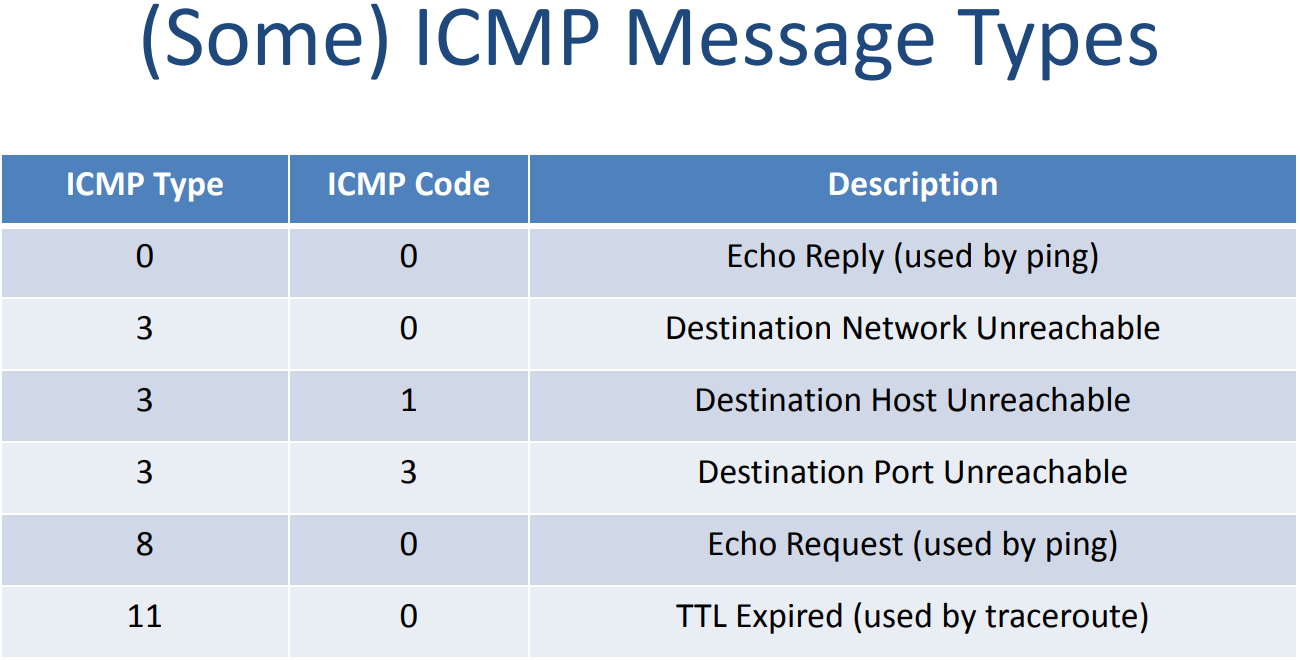 (Some) ICMP Message Types
ICMP Type ICMP Code Description
0 0 Echo Reply (used by ping)
3 0 Destination Network Unreachable
3 1 Destination Host Unreachable
3 3 Destination Port Unreachable
8 0 Echo Request (used by ping)
11 0 TTL Expired (used by traceroute)